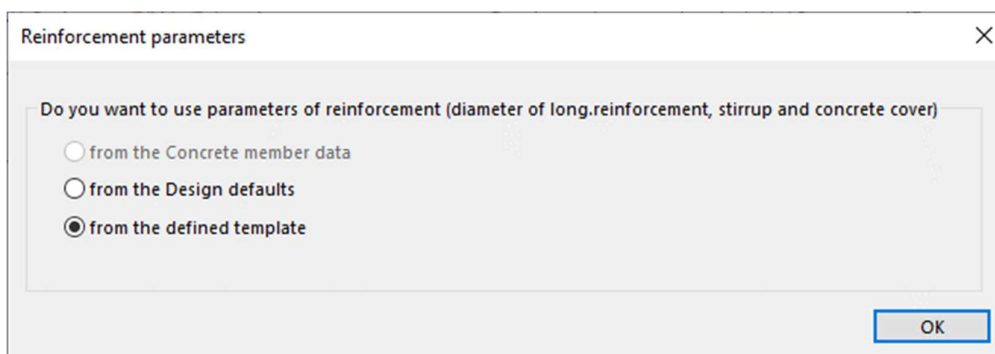 Reinforcement parameters
Do you want to use parameters of reinforcement (diameter of long.reinforcement, stirrup and concrete cover)
from the Concrete member data
from the Design defaults
from the defined template
OK